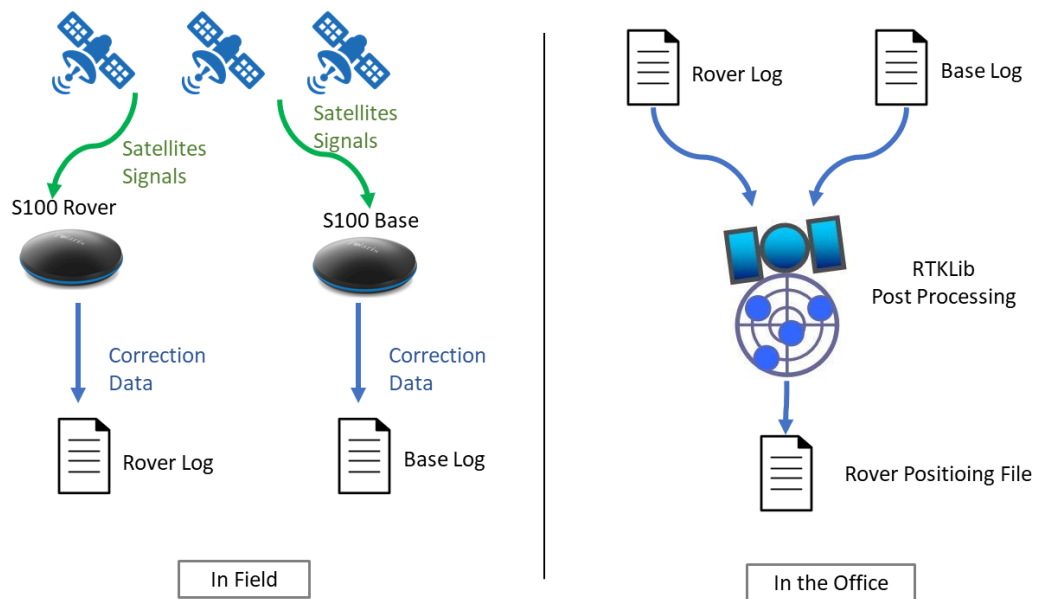 Satellites
Signals
Satellites
Signals
S100 Rover
S100 Base
Correction
Data
Correction
Data
Rover Log
Base Log
In Field
Rover Log
Base Log
RTKLib
Post Processing
Rover Positioing File
In the Office